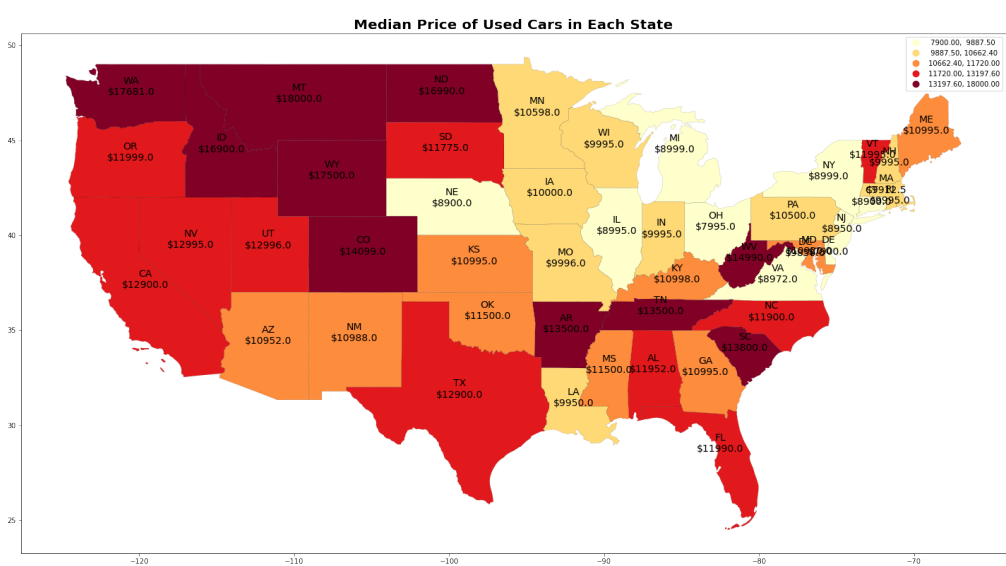 Median Price of Used Cars in Each State
7900.00, 9887.50
9887.50, 10662.40
10662.40, 11720.00
11720.00, 13197.60
13197.60, 18000.00
WA
$17681.0
MT
$18000.0
ND
$16990.0
MN
$10598.0
ME
$10995.0
ID
$16900.0
OR
$11999.0
SD
$11775.0
WI
$9995.0
MI
$8999.0
VT
$11995.0
NH
$9995.0
NY
$8999.0
WY
$17500.0
NE
$8900.0
IA
$10000.0
MA
RI
PA
$10500.0
NJ
$8950.0
IL
$8995.0
IN
$9995.0
OH
$7995.0
NV
$12995.0
UT
$12996.0
CO
$14099.0
KS
$10995.0
MO
$9996.0
WV
$14990.0
MD
DE
DC
VA
$8972.0
KY
$10998.0
CA
$12900.0
AZ
$10952.0
NM
$10988.0
OK
$11500.0
AR
$13500.0
TN
$13500.0
NC
$11900.0
SC
$13800.0
TX
$12900.0
LA
$9950.0
MS
$11500.0
AL
$11952.0
GA
$10995.0
FL
$11990.0
50
45
40
35
30
25
−120
−110
−100
−90
−80
−70